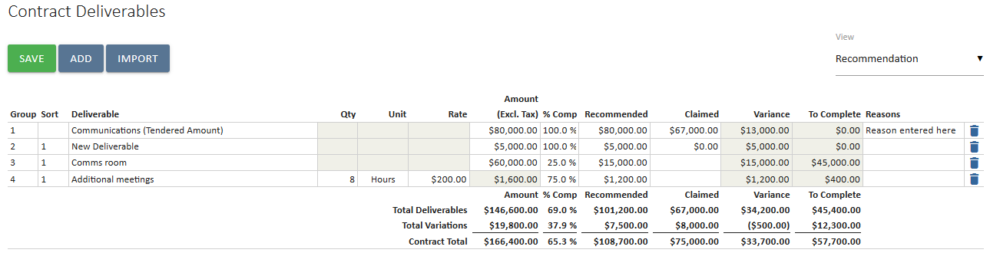 Contract Deliverables
View
SAVE ADD IMPORT Recommendation
Amount
Group Sort Deliverable Qty Unit Rate (Excl. Tax) % Comp Recommended Claimed Variance To Complete Reasons
1 Communications (Tendered Amount) $80,000.00 100.0 % $80,000.00 $67,000.00 $13,000.00 $0.00 Reason entered here
2 1 New Deliverable $5,000.00 100.0 % $5,000.00 $0.00 $5,000.00 $0.00
3 1 Comms room $60,000.00 25.0 % $15,000.00 $15,000.00 $45,000.00
4 1 Additional meetings 8 Hours $200.00 $1,600.00 75.0 % $1,200.00 $1,200.00 $400.00
Amount % Comp Recommended Claimed Variance To Complete
Total Deliverables $146,600.00 69.0 % $101,200.00 $67,000.00 $34,200.00 $45,400.00
Total Variations $19,800.00 37.9 % $7,500.00 $8,000.00 ($500.00) $12,300.00
Contract Total $166,400.00 65.3 % $108,700.00 $75,000.00 $33,700.00 $57,700.00